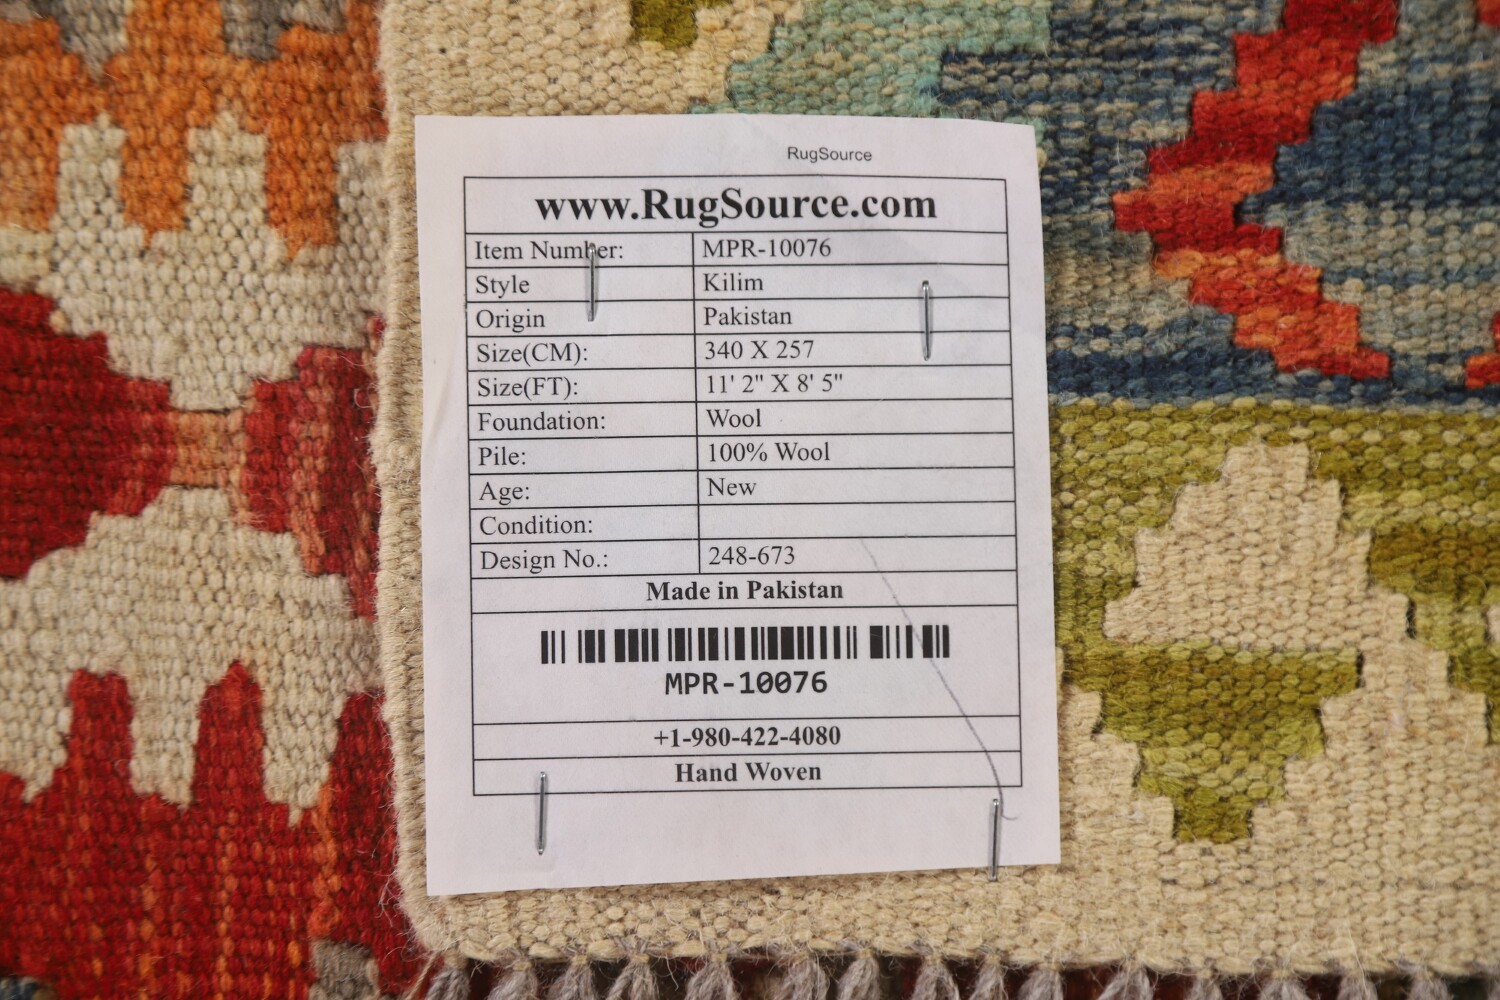 RugSource
www.RugSource.com
Item Number: MPR-10076
Style Kilim
Origin Pakistan
Size(CM): 340 X 257
Size(FT): 11' 2" X 8' 5"
Foundation: Wool
Pile: 100% Wool
Age: New
Condition:
Design No.: 248-673
Made in Pakistan
MPR-10076
+1-980-422-4080
Hand Woven